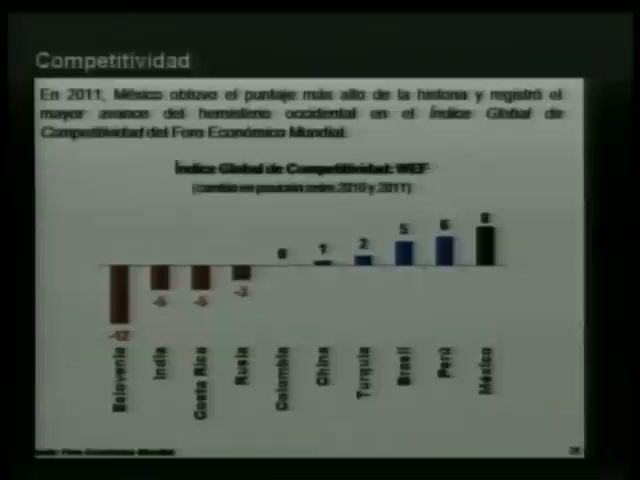 Competitividad
En 2011, México obtuvo el puntaje más alto de la historia y registró el
mayor avance del hemisferio occidental en el Índice Global de
Competitividad del Foro Económico Mundial.
Índice Global de Competitividad: WEF
(cambio en posición entre 2010 y 2011)
-12 -5 -5 -3 0 1 2 5 6 8
Eslovenia India Costa Rica Rusia Colombia China Turquía Brasil Perú México
Foro Económico Mundial